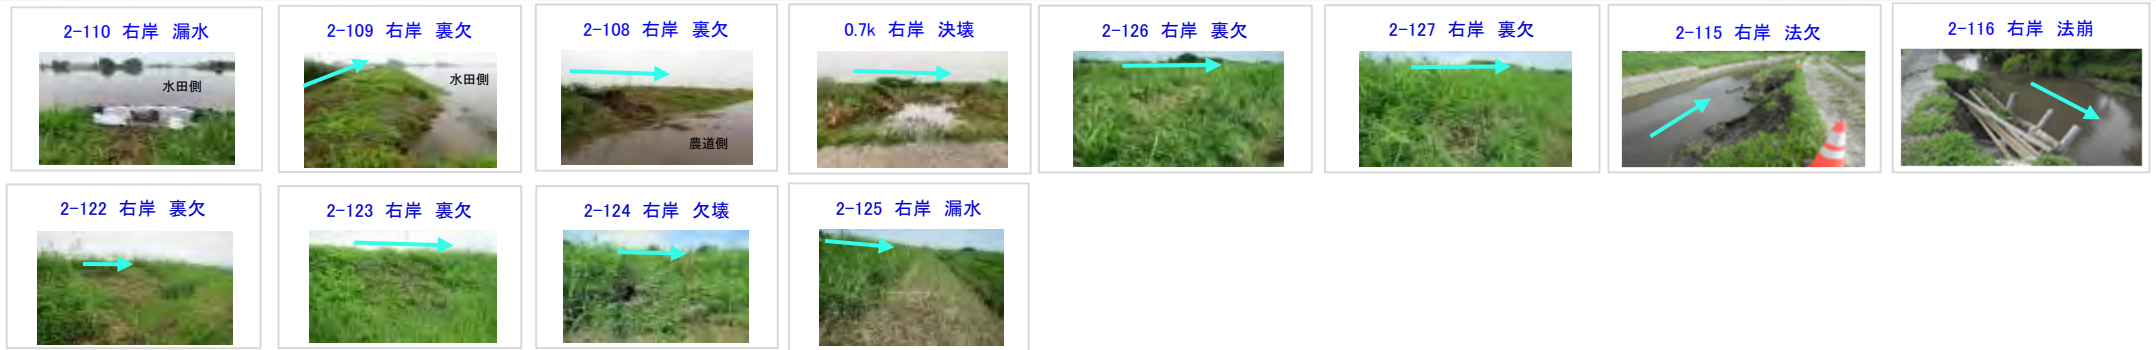 2-110 右岸 漏水
水田側
2-109 右岸 裏欠
水田側
2-108 右岸 裏欠
農道側
0.7k 右岸 決壊
2-126 右岸 裏欠
2-127 右岸 裏欠
2-115 右岸 法欠
2-116 右岸 法崩
2-122 右岸 裏欠
2-123 右岸 裏欠
2-124 右岸 欠壊
2-125 右岸 漏水